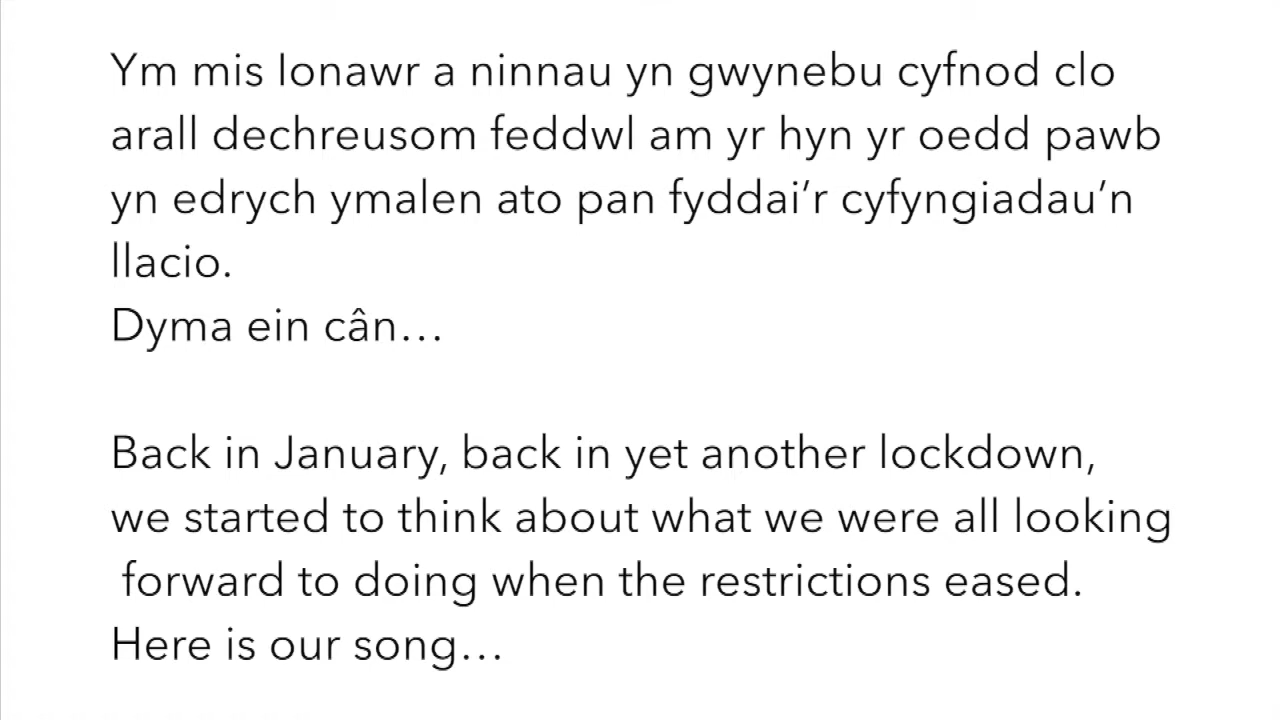 Ym mis Ionawr a ninnau yn gwynebu cyfnod clo
arall dechreusom feddwl am yr hyn yr oedd pawb
yn edrych ymalen ato pan fyddai’r cyfyngiadau’n
llacio.
Dyma ein cân…
Back in January, back in yet another lockdown,
we started to think about what we were all looking
forward to doing when the restrictions eased.
Here is our song…